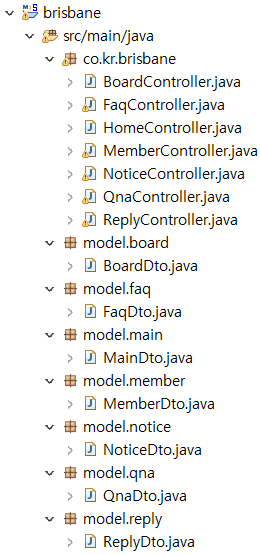 brisbane
src/main/java
co.kr.brisbane
BoardController.java
FaqController.java
HomeController.java
MemberController.java
NoticeController.java
QnaController.java
ReplyController.java
model.board
BoardDto.java
model.faq
FaqDto.java
model.main
MainDto.java
model.member
MemberDto.java
model.notice
NoticeDto.java
model.qna
QnaDto.java
model.reply
ReplyDto.java